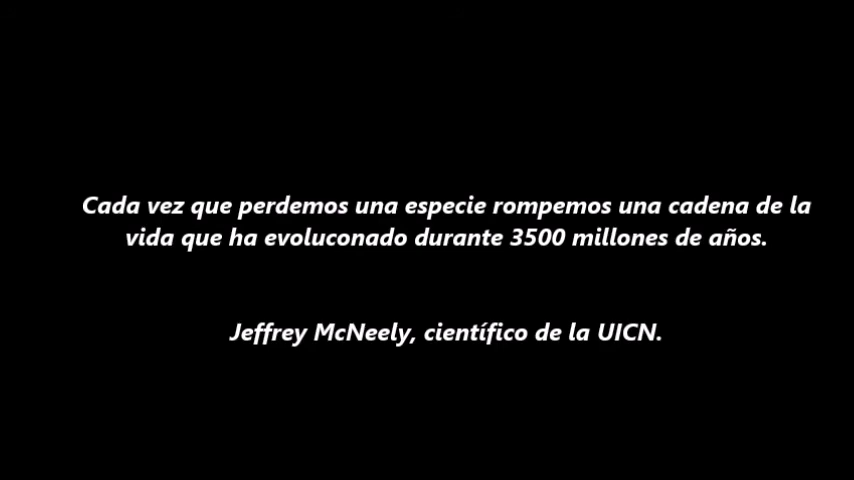 Cada vez que perdemos una especie rompemos una cadena de la
vida que ha evoluconado durante 3500 millones de años.
Jeffrey McNeely, científico de la UICN.